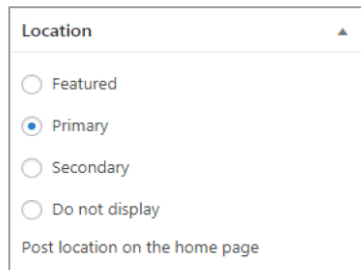 Location
Featured
Primary
Secondary
Do not display
Post location on the home page